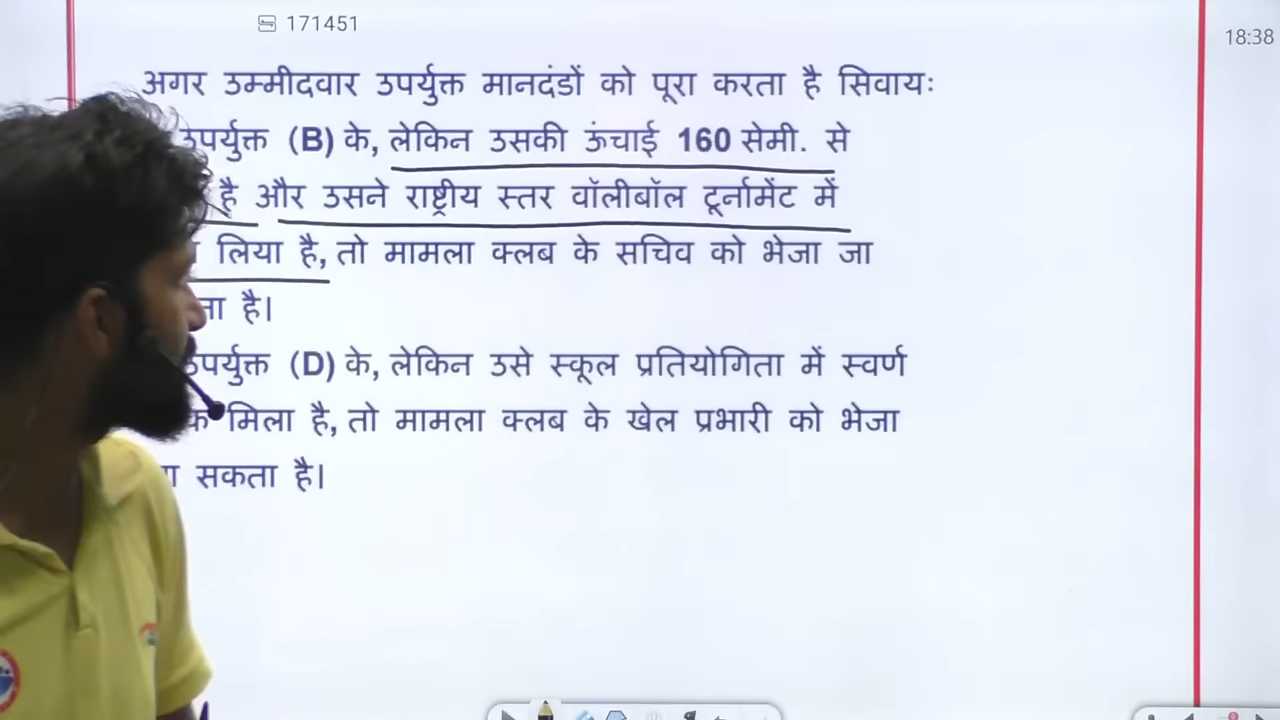 171451
18:38
अगर उम्मीदवार उपर्युक्त मानदंडों को पूरा करता है सिवायः
उपर्युक्त (B) के, लेकिन उसकी ऊंचाई 160 सेमी. से
है और उसने राष्ट्रीय स्तर वॉलीबॉल टूर्नामेंट में
लिया है, तो मामला क्लब के सचिव को भेजा जा
है।
उपर्युक्त (D) के, लेकिन उसे स्कूल प्रतियोगिता में स्वर्ण
मिला है, तो मामला क्लब के खेल प्रभारी को भेजा
सकता है।